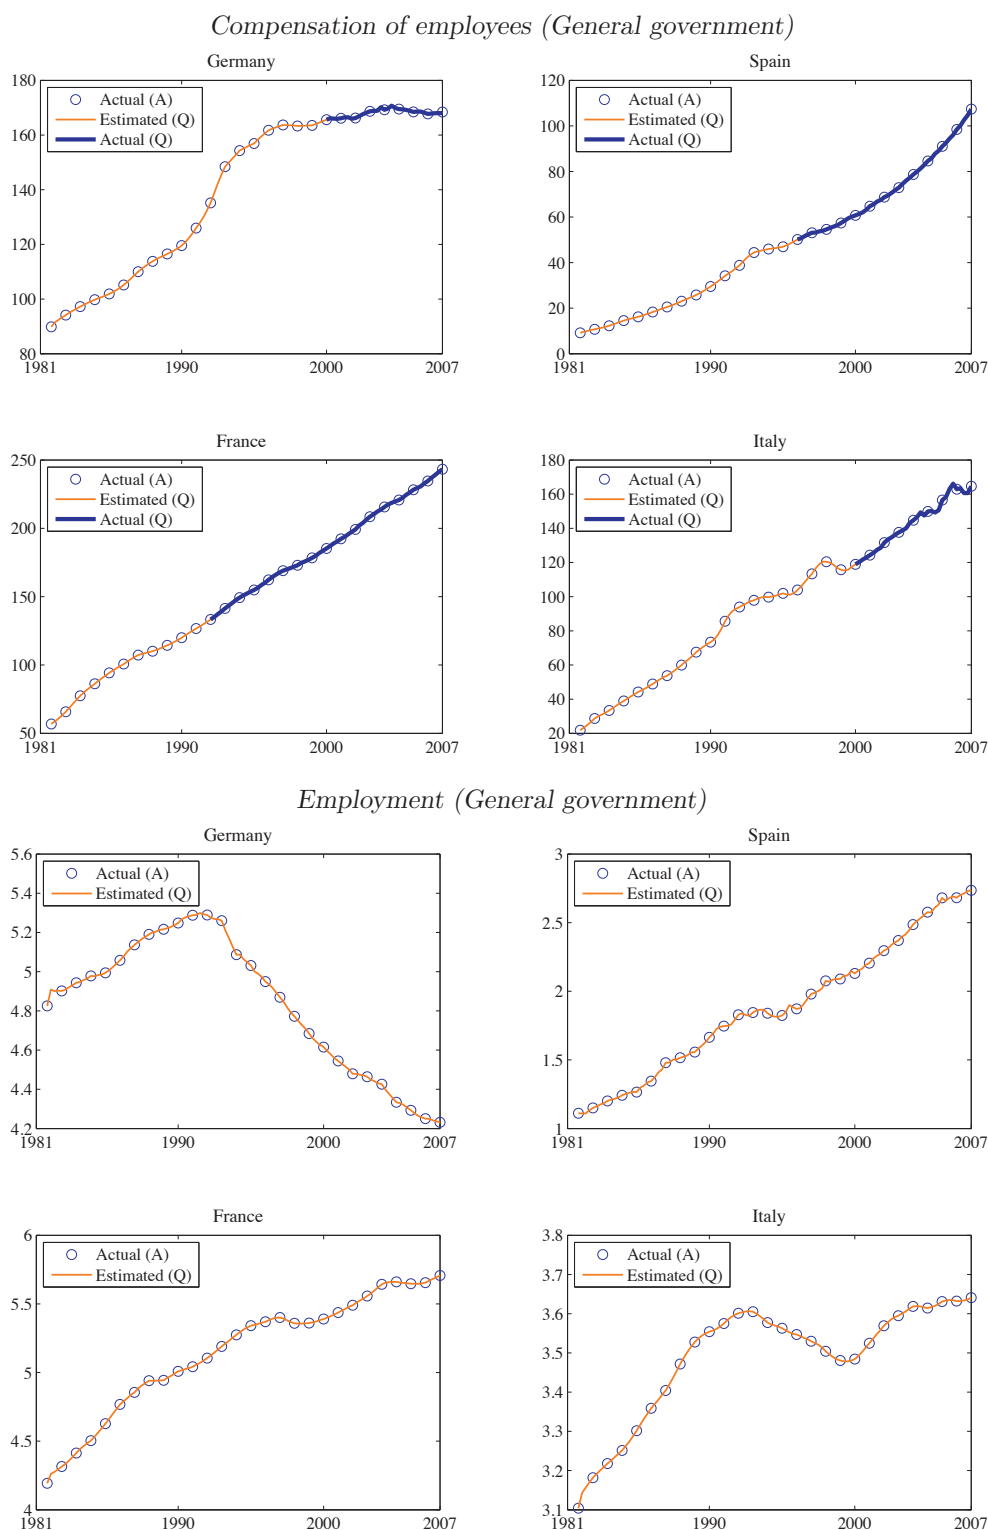 Compensation of employees (General government)
Germany
Spain
180
160
140
120
100
80
1981
1990
2000
2007
Actual (A)
Estimated (Q)
Actual (Q)
120
100
80
60
40
20
0
1981
1990
2000
2007
Actual (A)
Estimated (Q)
Actual (Q)
France
Italy
250
200
150
100
50
1981
1990
2000
2007
Actual (A)
Estimated (Q)
Actual (Q)
180
160
140
120
100
80
60
40
20
1981
1990
2000
2007
Actual (A)
Estimated (Q)
Actual (Q)
Employment (General government)
Germany
Spain
5.6
5.4
5.2
5
4.8
4.6
4.4
4.2
1981
1990
2000
2007
Actual (A)
Estimated (Q)
3
2.5
2
1.5
1
1981
1990
2000
2007
Actual (A)
Estimated (Q)
France
Italy
6
5.5
5
4.5
4
1981
1990
2000
2007
Actual (A)
Estimated (Q)
3.8
3.7
3.6
3.5
3.4
3.3
3.2
3.1
1981
1990
2000
2007
Actual (A)
Estimated (Q)